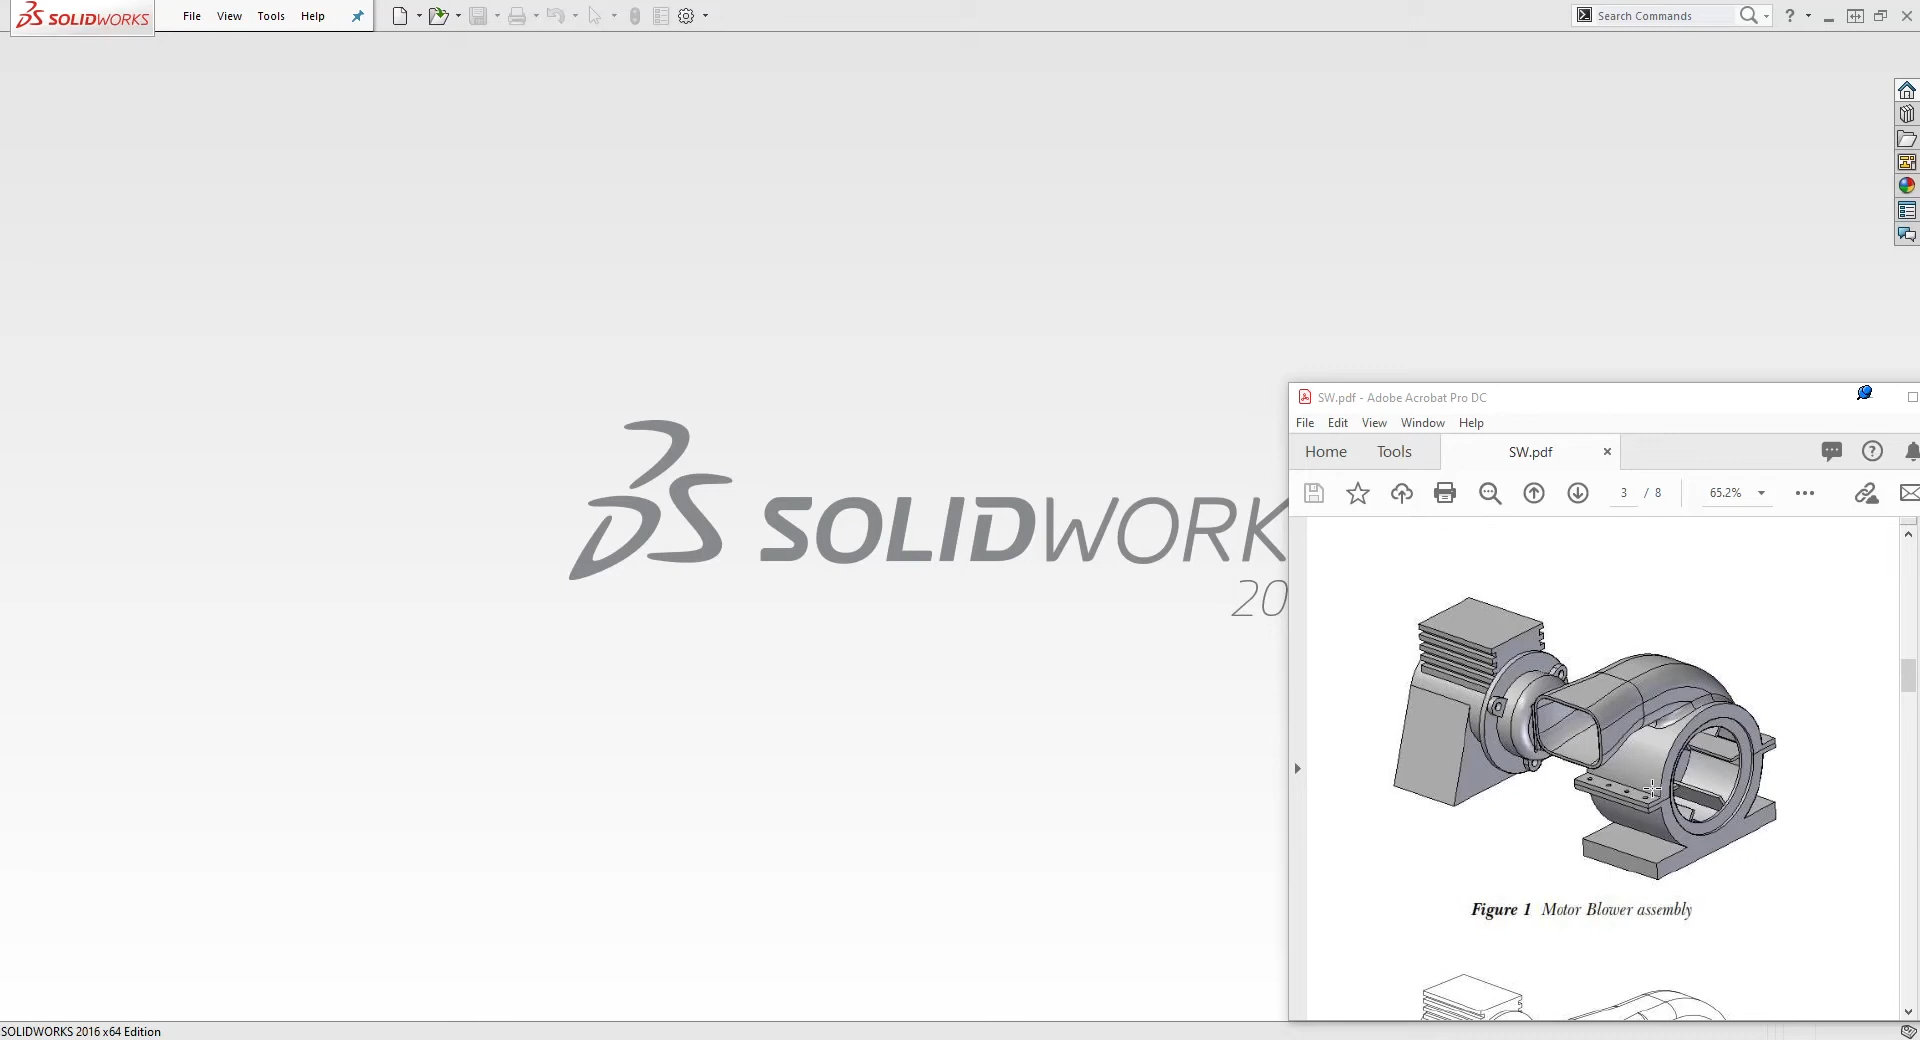 SOLIDWORKS
File View Tools Help
Search Commands
?
SOLIDWORK
20
SW.pdf - Adobe Acrobat Pro DC
File Edit View Window Help
Home Tools SW.pdf ×
3 / 8 65.2%
Figure 1 Motor Blower assembly
SOLIDWORKS 2016 x64 Edition